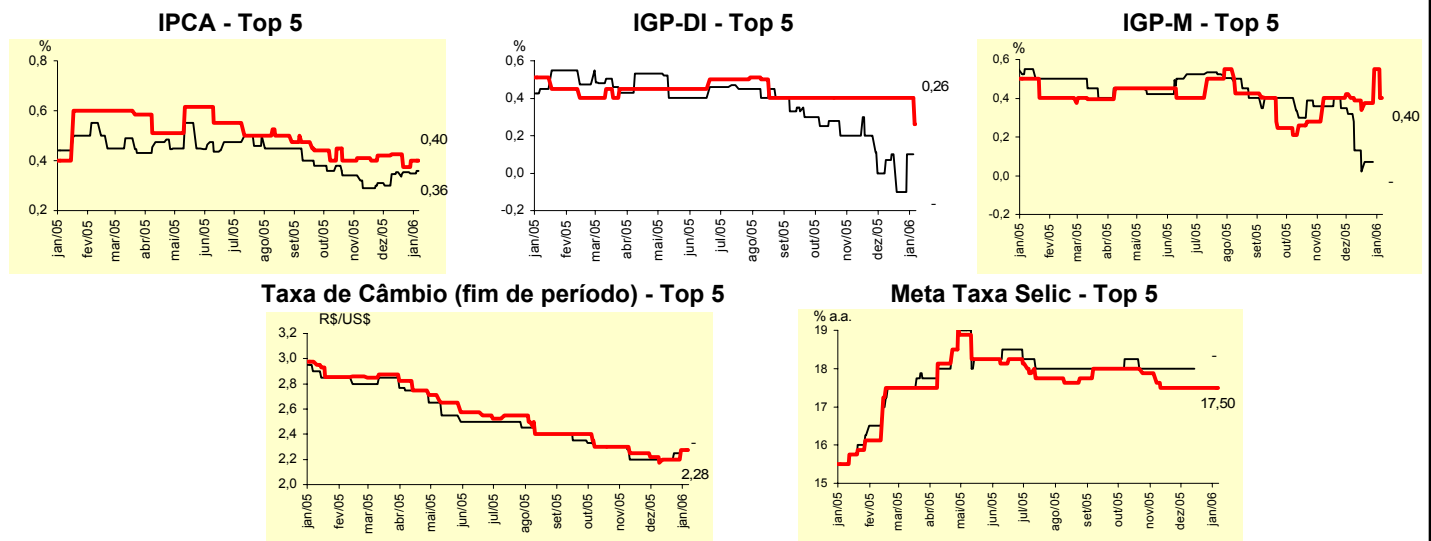 IPCA - Top 5
%
0,8
0,6
0,4
0,2
0,40
0,36
jan/05
fev/05
mar/05
abr/05
mai/05
jun/05
jul/05
ago/05
set/05
out/05
nov/05
dez/05
jan/06
IGP-DI - Top 5
%
0,6
0,4
0,2
0,0
-0,2
0,26
-
jan/05
fev/05
mar/05
abr/05
mai/05
jun/05
jul/05
ago/05
set/05
out/05
nov/05
dez/05
jan/06
IGP-M - Top 5
%
0,6
0,4
0,2
0,0
-0,2
0,40
-
jan/05
fev/05
mar/05
abr/05
mai/05
jun/05
jul/05
ago/05
set/05
out/05
nov/05
dez/05
jan/06
Taxa de Câmbio (fim de período) - Top 5
R$/US$
3,2
3,0
2,8
2,6
2,4
2,2
2,0
-
2,28
jan/05
fev/05
mar/05
abr/05
mai/05
jun/05
jul/05
ago/05
set/05
out/05
nov/05
dez/05
jan/06
Meta Taxa Selic - Top 5
% a.a.
19
18
17
16
15
-
17,50
jan/05
fev/05
mar/05
abr/05
mai/05
jun/05
jul/05
ago/05
set/05
out/05
nov/05
dez/05
jan/06